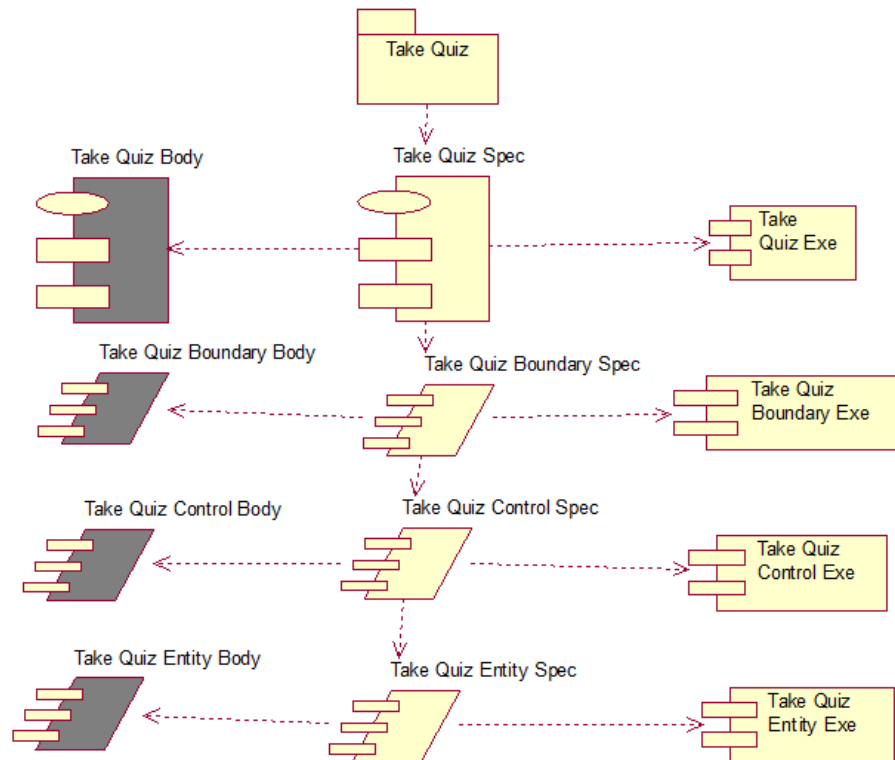 Take Quiz
Take Quiz Body
Take Quiz Spec
Take
Quiz Exe
Take Quiz Boundary Body
Take Quiz Boundary Spec
Take Quiz
Boundary Exe
Take Quiz Control Body
Take Quiz Control Spec
Take Quiz
Control Exe
Take Quiz Entity Body
Take Quiz Entity Spec
Take Quiz
Entity Exe